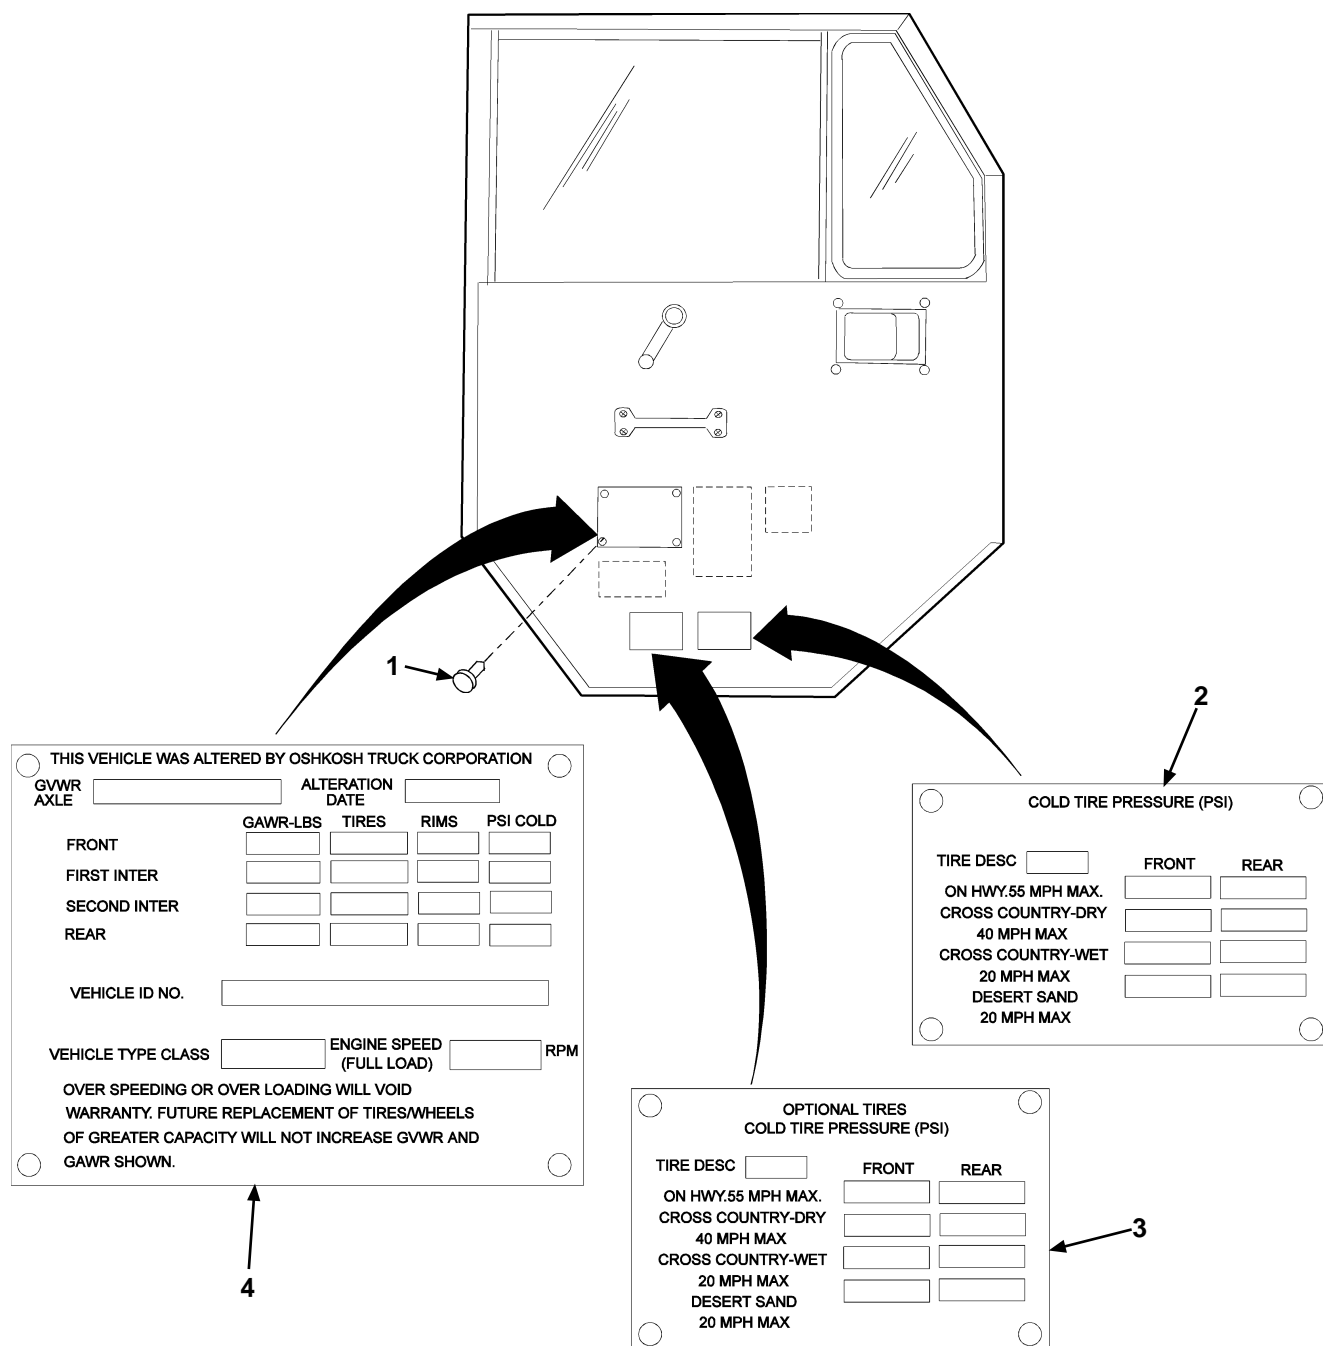 1
2
THIS VEHICLE WAS ALTERED BY OSHKOSH TRUCK CORPORATION
GVWR
AXLE
ALTERATION
DATE
GAWR-LBS TIRES RIMS PSI COLD
FRONT
FIRST INTER
SECOND INTER
REAR
VEHICLE ID NO.
VEHICLE TYPE CLASS
ENGINE SPEED
(FULL LOAD)
RPM
OVER SPEEDING OR OVER LOADING WILL VOID
WARRANTY. FUTURE REPLACEMENT OF TIRES/WHEELS
OF GREATER CAPACITY WILL NOT INCREASE GVWR AND
GAWR SHOWN.
4
COLD TIRE PRESSURE (PSI)
TIRE DESC FRONT REAR
ON HWY.55 MPH MAX.
CROSS COUNTRY-DRY
40 MPH MAX
CROSS COUNTRY-WET
20 MPH MAX
DESERT SAND
20 MPH MAX
OPTIONAL TIRES
COLD TIRE PRESSURE (PSI)
TIRE DESC FRONT REAR
ON HWY.55 MPH MAX.
CROSS COUNTRY-DRY
40 MPH MAX
CROSS COUNTRY-WET
20 MPH MAX
DESERT SAND
20 MPH MAX
3